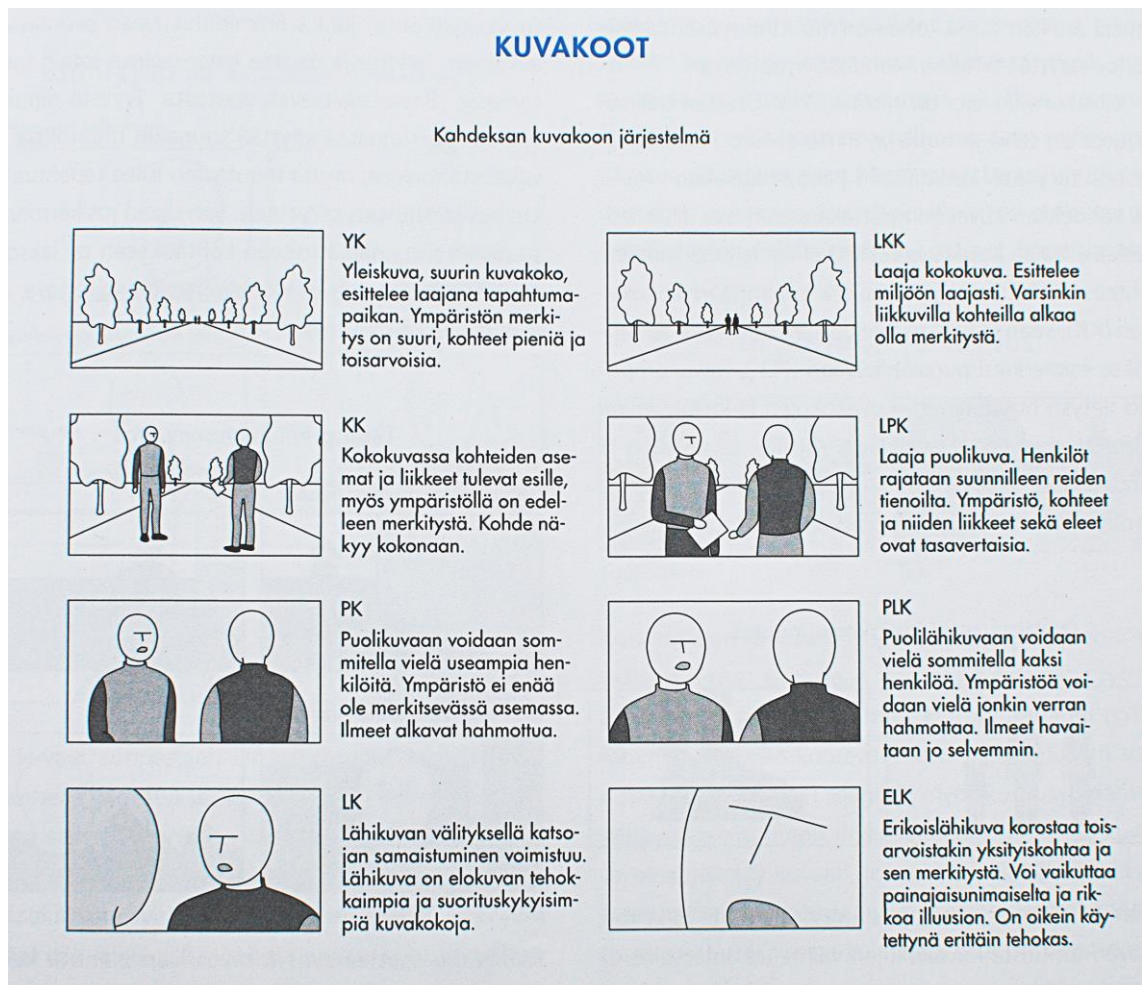 KUVAKOOT
Kahdeksan kuvakoon järjestelmä
YK
Yleiskuva, suurin kuvakoko,
esittelee laajana tapahtuma-
paikan. Ympäristön merki-
tys on suuri, kohteet pieniä ja
toisarvoisia.
LKK
Laaja kokokuva. Esittelee
miljöön laajasti. Varsinkin
liikkuvilla kohteilla alkaa
olla merkitystä.
KK
Kokokuvassa kohteiden ase-
mat ja liikkeet tulevat esille,
myös ympäristöllä on edel-
leen merkitystä. Kohde nä-
kyy kokonaan.
LPK
Laaja puolikuva. Henkilöt
rajataan suunnilleen reiden
tienoilta. Ympäristö, kohteet
ja niiden liikkeet sekä eleet
ovat tasavertaisia.
PK
Puolikuvaan voidaan som-
mitella vielä useampia hen-
kilöitä. Ympäristö ei enää
ole merkitsevässä asemassa.
Ilmeet alkavat hahmottua.
PLK
Puolilähikuvaan voidaan
vielä sommitella kaksi
henkilöä. Ympäristöä voi-
daan vielä jonkin verran
hahmottaa. Ilmeet havai-
taan jo selvemmin.
LK
Lähikuvan välityksellä katso-
jan samaistuminen voimistuu.
Lähikuva on elokuvan tehok-
kaimpia ja suorituskykyisim-
piä kuvakokoja.
ELK
Erikoislähikuva korostaa tois-
arvoistakin yksityiskohtaa ja
sen merkitystä. Voi vaikuttaa
painajaisunimaiselta ja rik-
koa illuusion. On oikein käy-
tettynä erittäin tehokas.